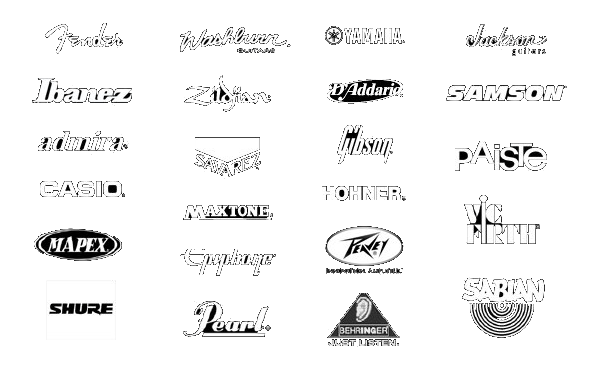 Fender
Washburn.
GUITARS
YAMAHA
Jackson
guitars
Ibanez
Zildjian
D'Addario
SAMSON
admira
SAVAREZ
Gibson
PAiSTe
CASIO
MAXTONE
HOHNER
ViC
FIRTH
MAPEX
Epiphone
PEAVEY
SHURE
Pearl
BEHRINGER
JUST LISTEN.
SABIAN